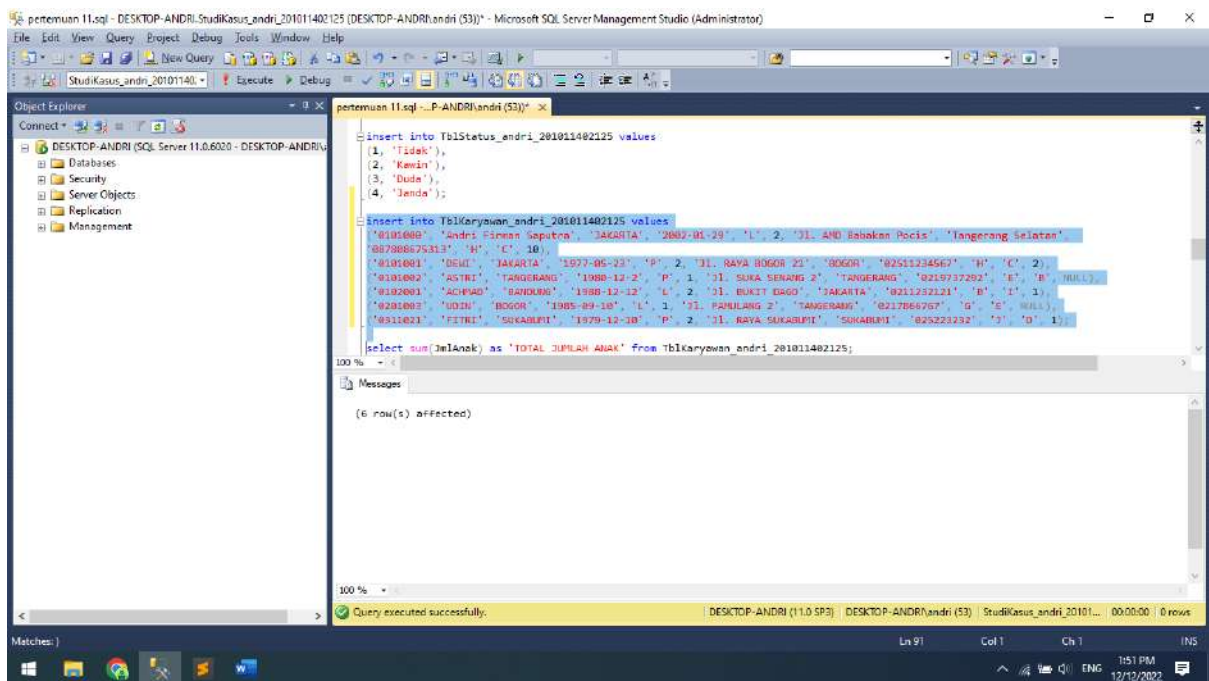 pertemuan 11.sql - DESKTOP-ANDRI.StudiKasus_andri_201011402125 (DESKTOP-ANDRI\andri (53))* - Microsoft SQL Server Management Studio (Administrator)
File Edit View Query Project Debug Tools Window Help
New Query
StudiKasus_andri_20101140. Execute Debug
Object Explorer
Connect
DESKTOP-ANDRI (SQL Server 11.0.6020 - DESKTOP-ANDRI\
Databases
Security
Server Objects
Replication
Management
pertemuan 11.sql -...P-ANDRI\andri (53))*
insert into TblStatus_andri_201011402125 values
(1, 'Tidak'),
(2, 'Kawin'),
(3, 'Duda'),
(4, 'Janda');
insert into TblKaryawan_andri_201011402125 values
('0101000', 'Andri Firman Saputra', 'JAKARTA', '2002-01-29', 'L', 2, 'Jl. AMD Babakan Pocis', 'Tangerang Selatan',
'087808675313', 'H', 'C', 10),
('0101001', 'DEWI', 'JAKARTA', '1977-05-23', 'P', 2, 'Jl. RAYA BOGOR 21', 'BOGOR', '02511234567', 'H', 'C', 2),
('0101002', 'ASTRI', 'TANGERANG', '1980-12-2', 'P', 1, 'Jl. SUKA SENANG 2', 'TANGERANG', '0219737292', 'E', 'B', NULL),
('0102001', 'ACHMAD', 'BANDUNG', '1988-12-12', 'L', 2, 'Jl. BUKIT DAGO', 'JAKARTA', '0211232121', 'B', 'I', 1),
('0201003', 'UDIN', 'BOGOR', '1985-09-10', 'L', 1, 'Jl. PAMULANG 2', 'TANGERANG', '0217866767', 'G', 'E', NULL),
('0311021', 'FITRI', 'SUKABUMI', '1979-12-10', 'P', 2, 'Jl. RAYA SUKABUMI', 'SUKABUMI', '025223232', 'J', 'D', 1);
select sum(JmlAnak) as 'TOTAL JUMLAH ANAK' from TblKaryawan_andri_201011402125;
100 %
Messages
(6 row(s) affected)
100 %
Query executed successfully. DESKTOP-ANDRI (11.0 SP3) DESKTOP-ANDRI\andri (53) StudiKasus_andri_20101... 00:00:00 0 rows
Matches: ) Ln 91 Col 1 Ch 1 INS
ENG 1:51 PM
12/12/2022